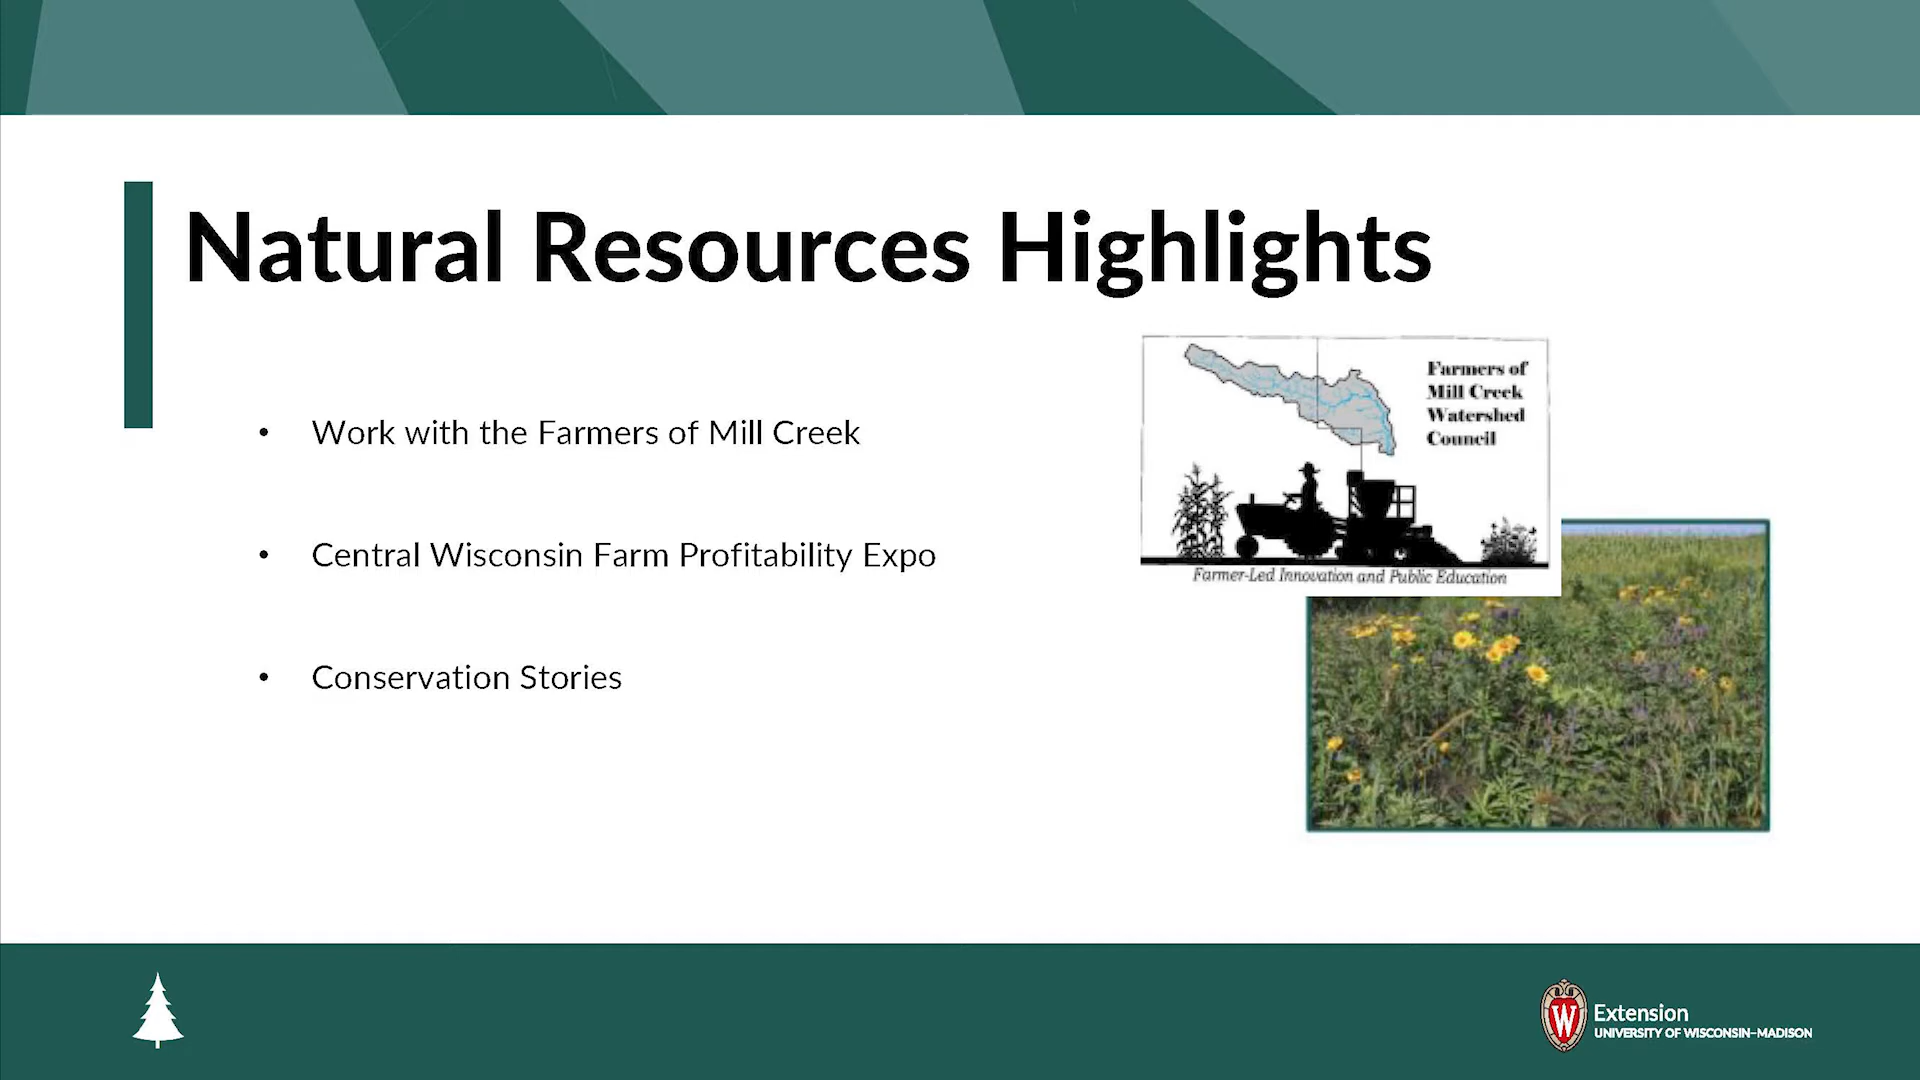 Natural Resources Highlights
• Work with the Farmers of Mill Creek
• Central Wisconsin Farm Profitability Expo
• Conservation Stories
Farmers of
Mill Creek
Watershed
Council
Farmer-Led Innovation and Public Education
W
Extension
UNIVERSITY OF WISCONSIN–MADISON